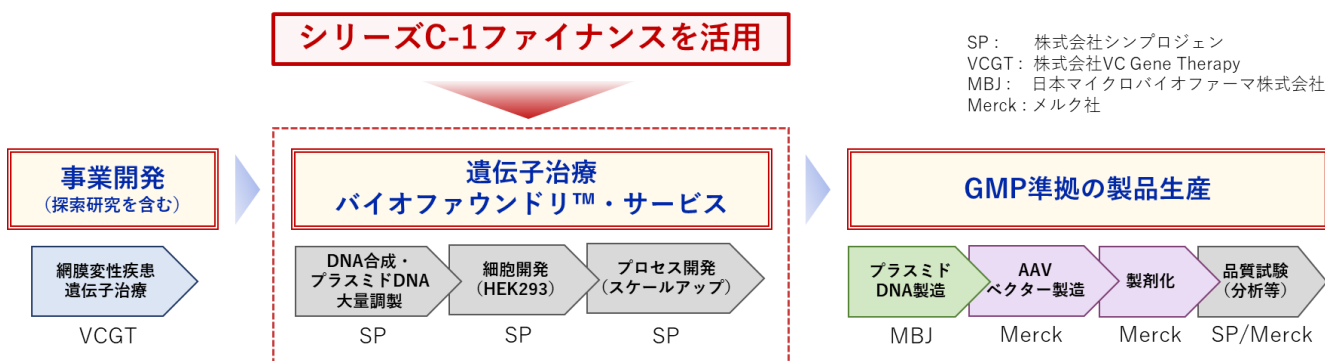 シリーズC-1ファイナンスを活用
SP： 株式会社シンプロジェン
VCGT： 株式会社VC Gene Therapy
MBJ： 日本マイクロバイオファーマ株式会社
Merck：メルク社
事業開発
（探索研究を含む）
遺伝子治療
バイオファウンドリ™・サービス
GMP準拠の製品生産
網膜変性疾患
遺伝子治療
VCGT
DNA合成・
プラスミドDNA
大量調製
SP
細胞開発
(HEK293)
SP
プロセス開発
(スケールアップ)
SP
プラスミド
DNA製造
MBJ
AAV
ベクター製造
Merck
製剤化
Merck
品質試験
(分析等)
SP/Merck